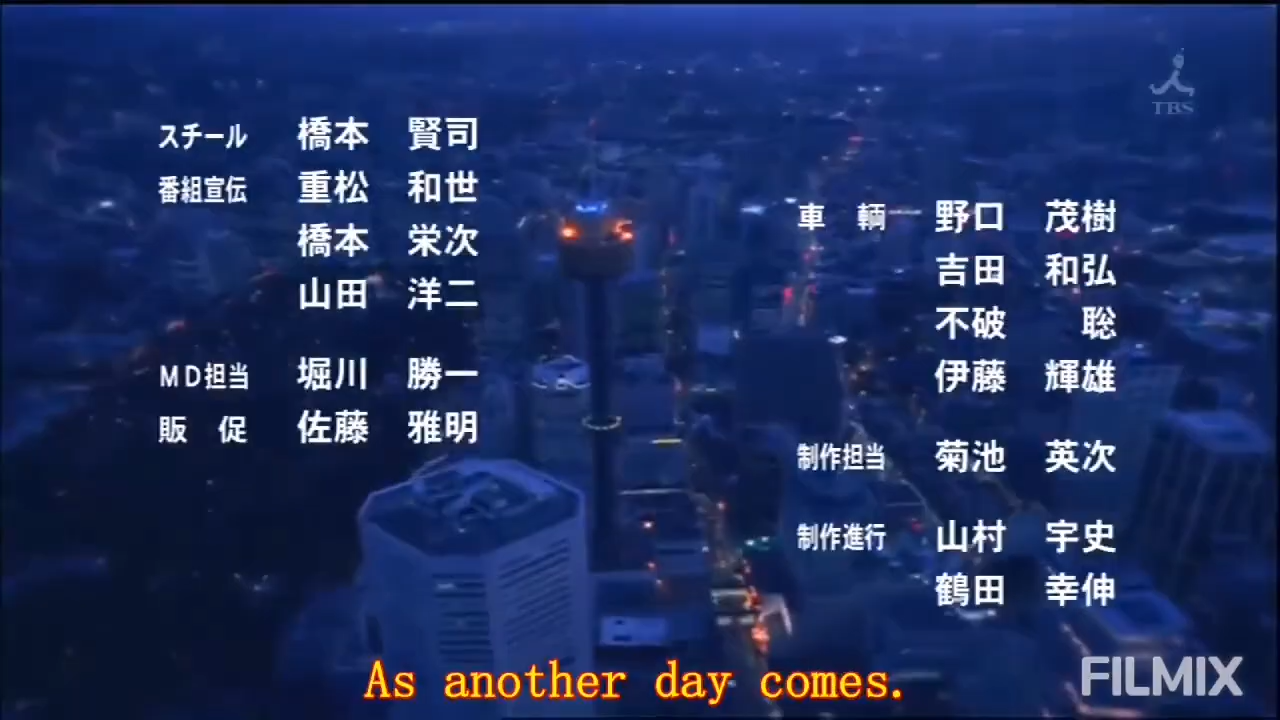 スチール 橋本 賢司
番組宣伝 重松 和世
橋本 栄次
山田 洋二
MD担当 堀川 勝一
販 促 佐藤 雅明
TBS
車 輌 野口 茂樹
吉田 和弘
不破 聡
伊藤 輝雄
制作担当 菊池 英次
制作進行 山村 宇史
鶴田 幸伸
As another day comes.
FILMIX